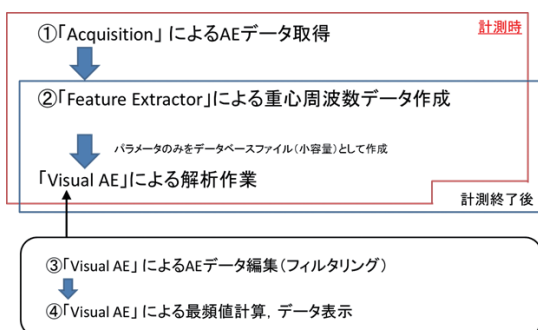 ①「Acquisition」によるAEデータ取得
計測時
②「Feature Extractor」による重心周波数データ作成
パラメータのみをデータベースファイル(小容量)として作成
「Visual AE」による解析作業
計測終了後
③「Visual AE」によるAEデータ編集(フィルタリング)
④「Visual AE」による最頻値計算, データ表示